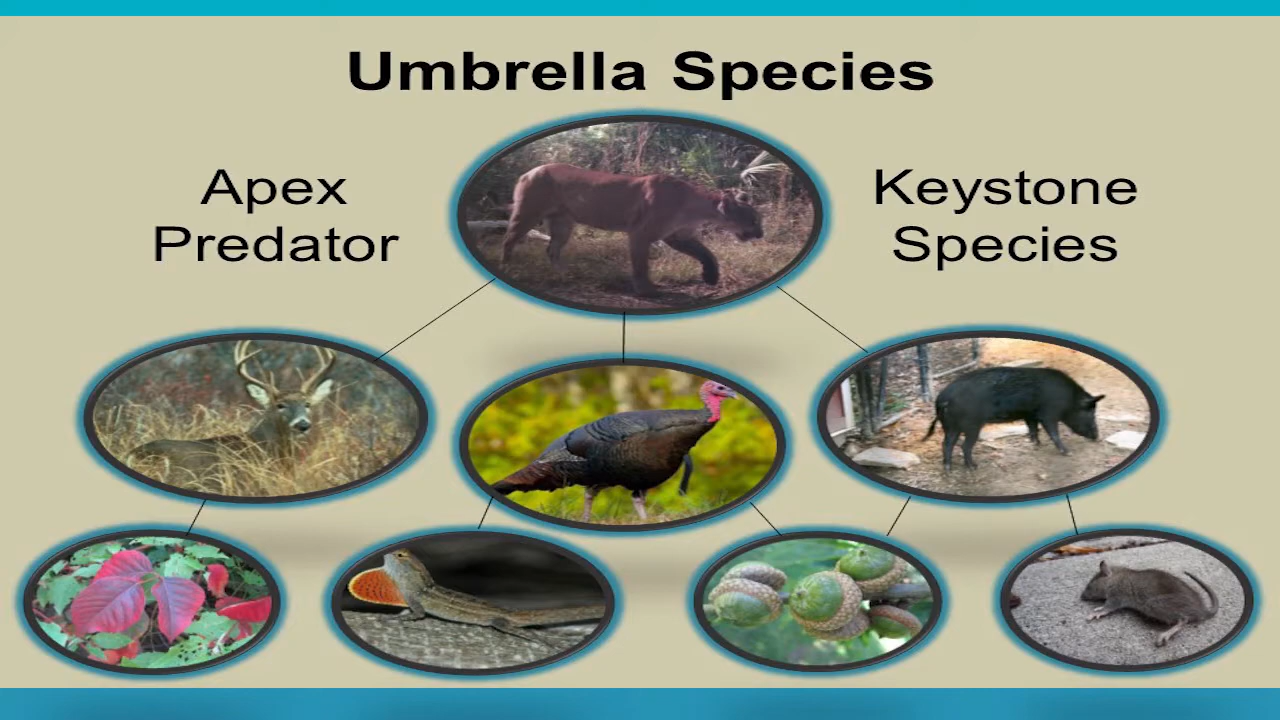 Umbrella Species
Apex
Predator
Keystone
Species